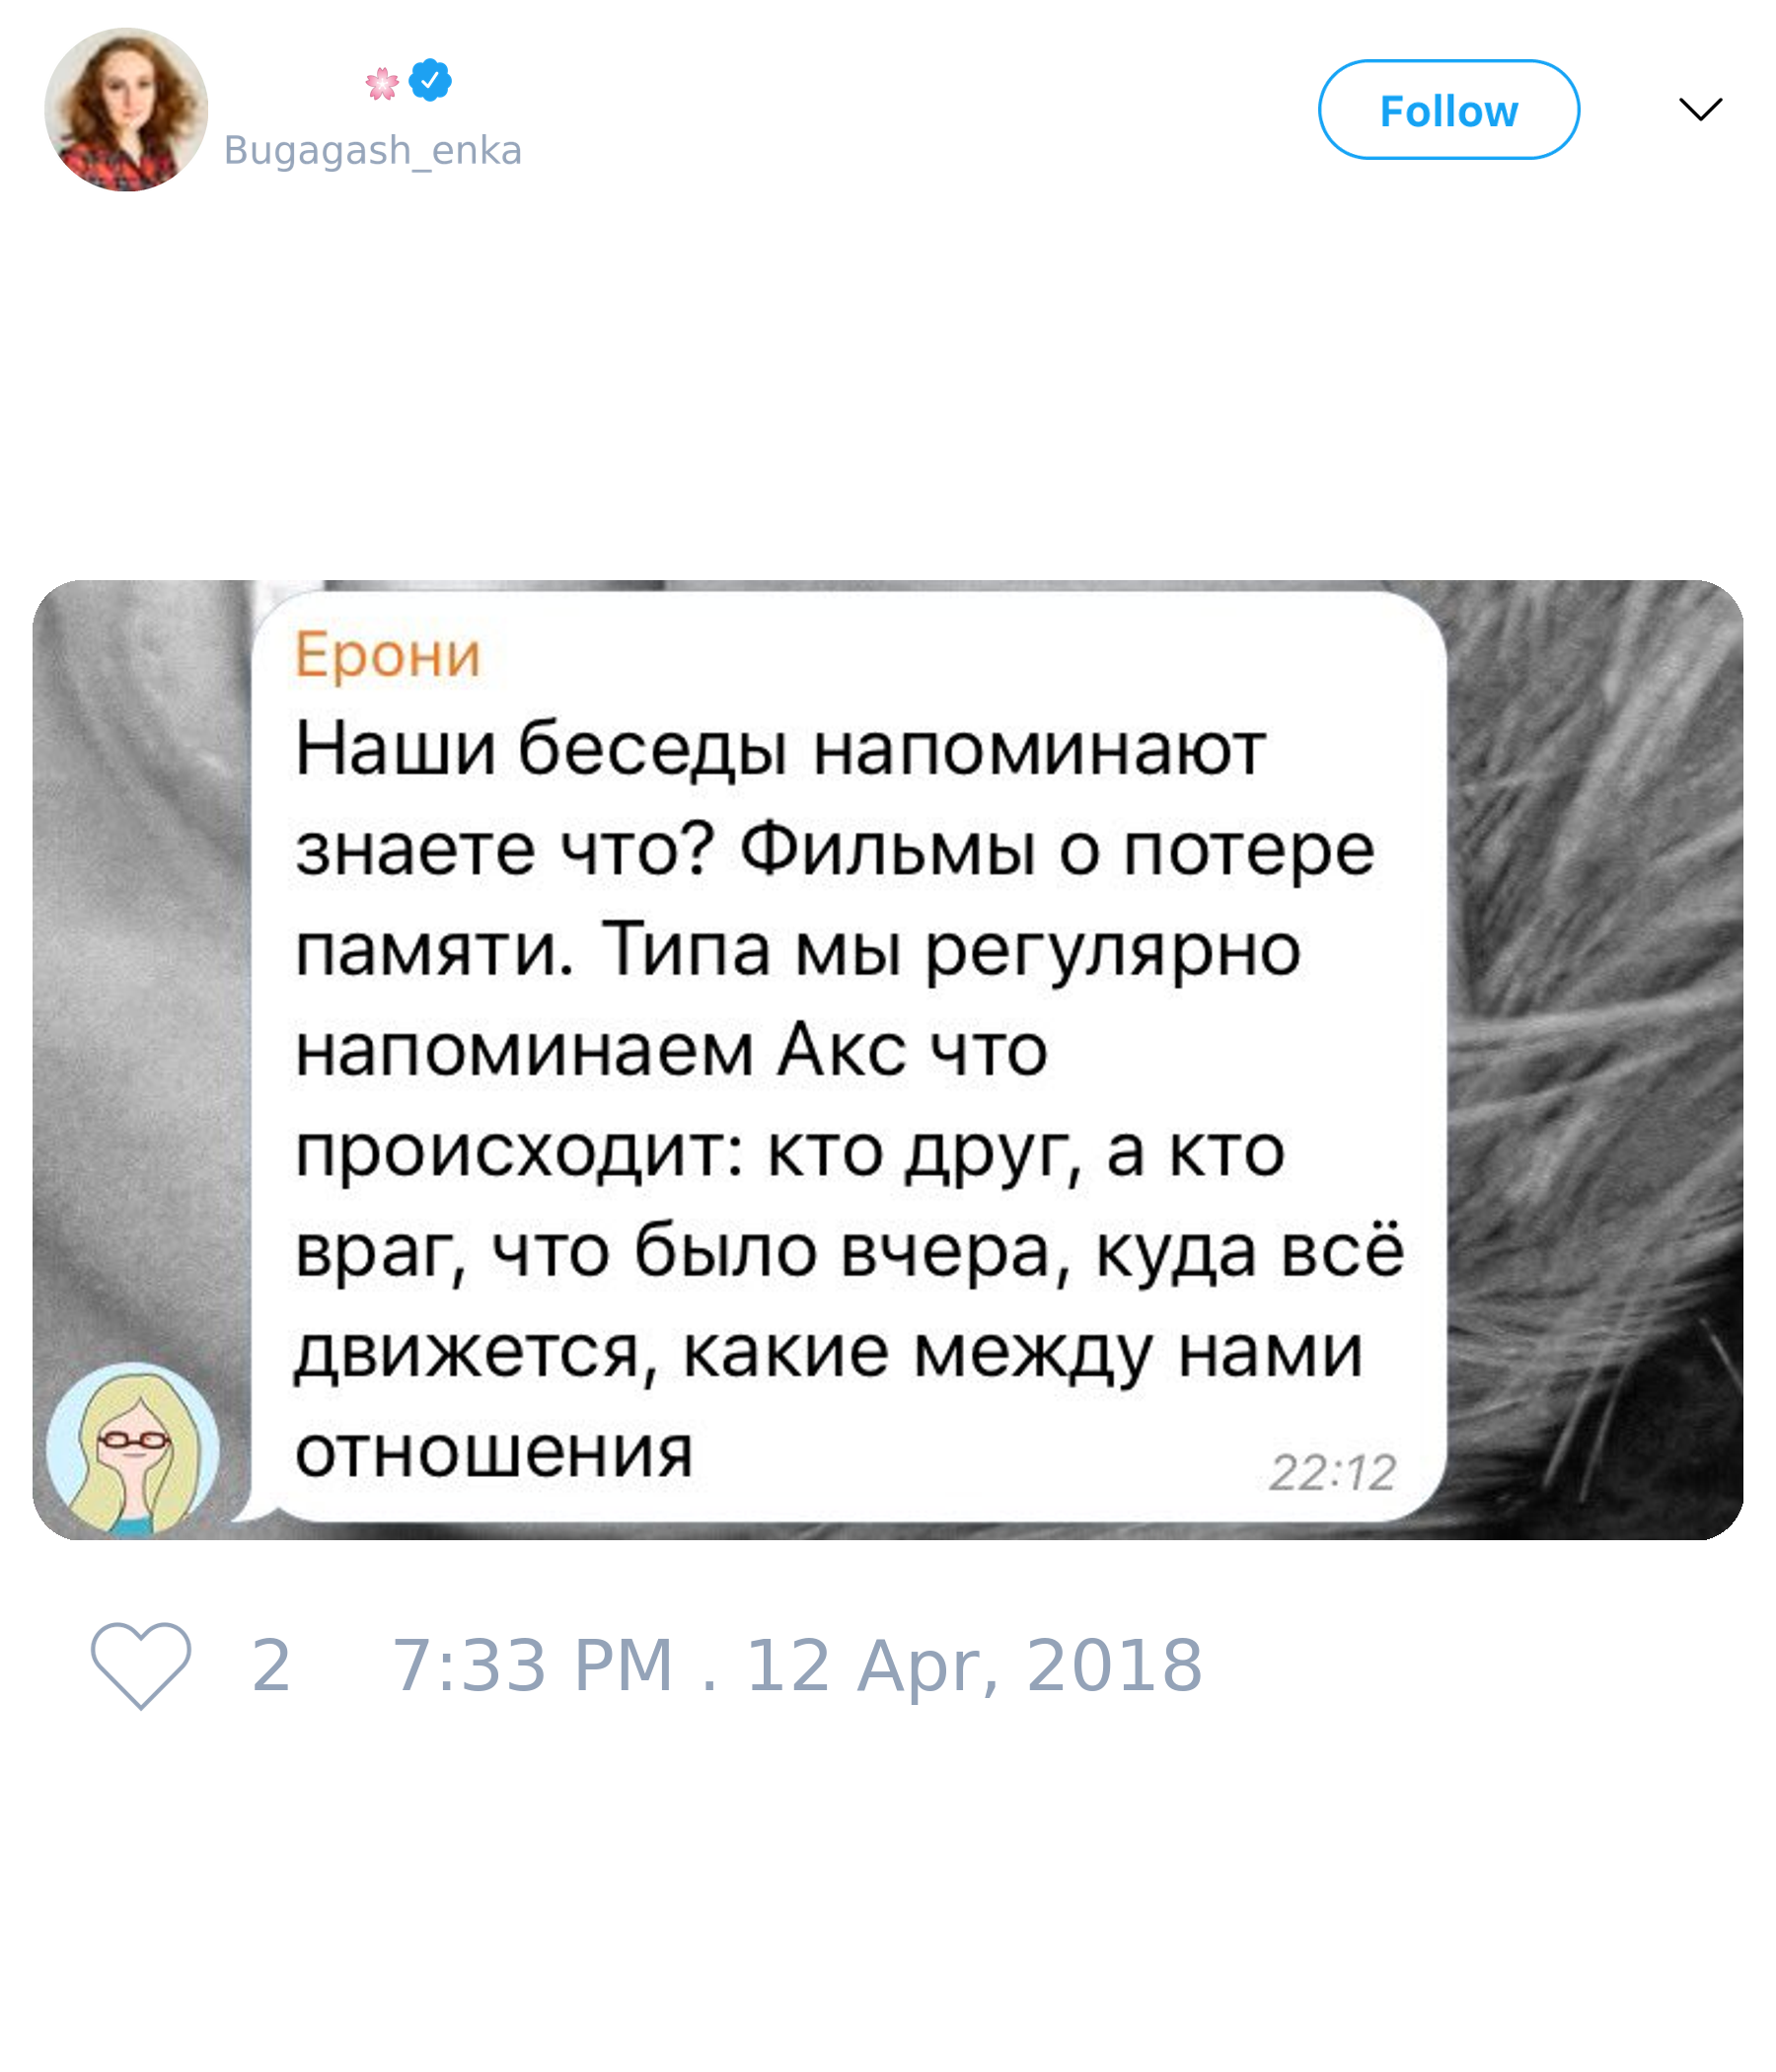 Bugagash_enka
Follow
Ерони
Наши беседы напоминают
знаете что? Фильмы о потере
памяти. Типа мы регулярно
напоминаем Акс что
происходит: кто друг, а кто
враг, что было вчера, куда всё
движется, какие между нами
отношения
22:12
2 7:33 PM . 12 Apr, 2018